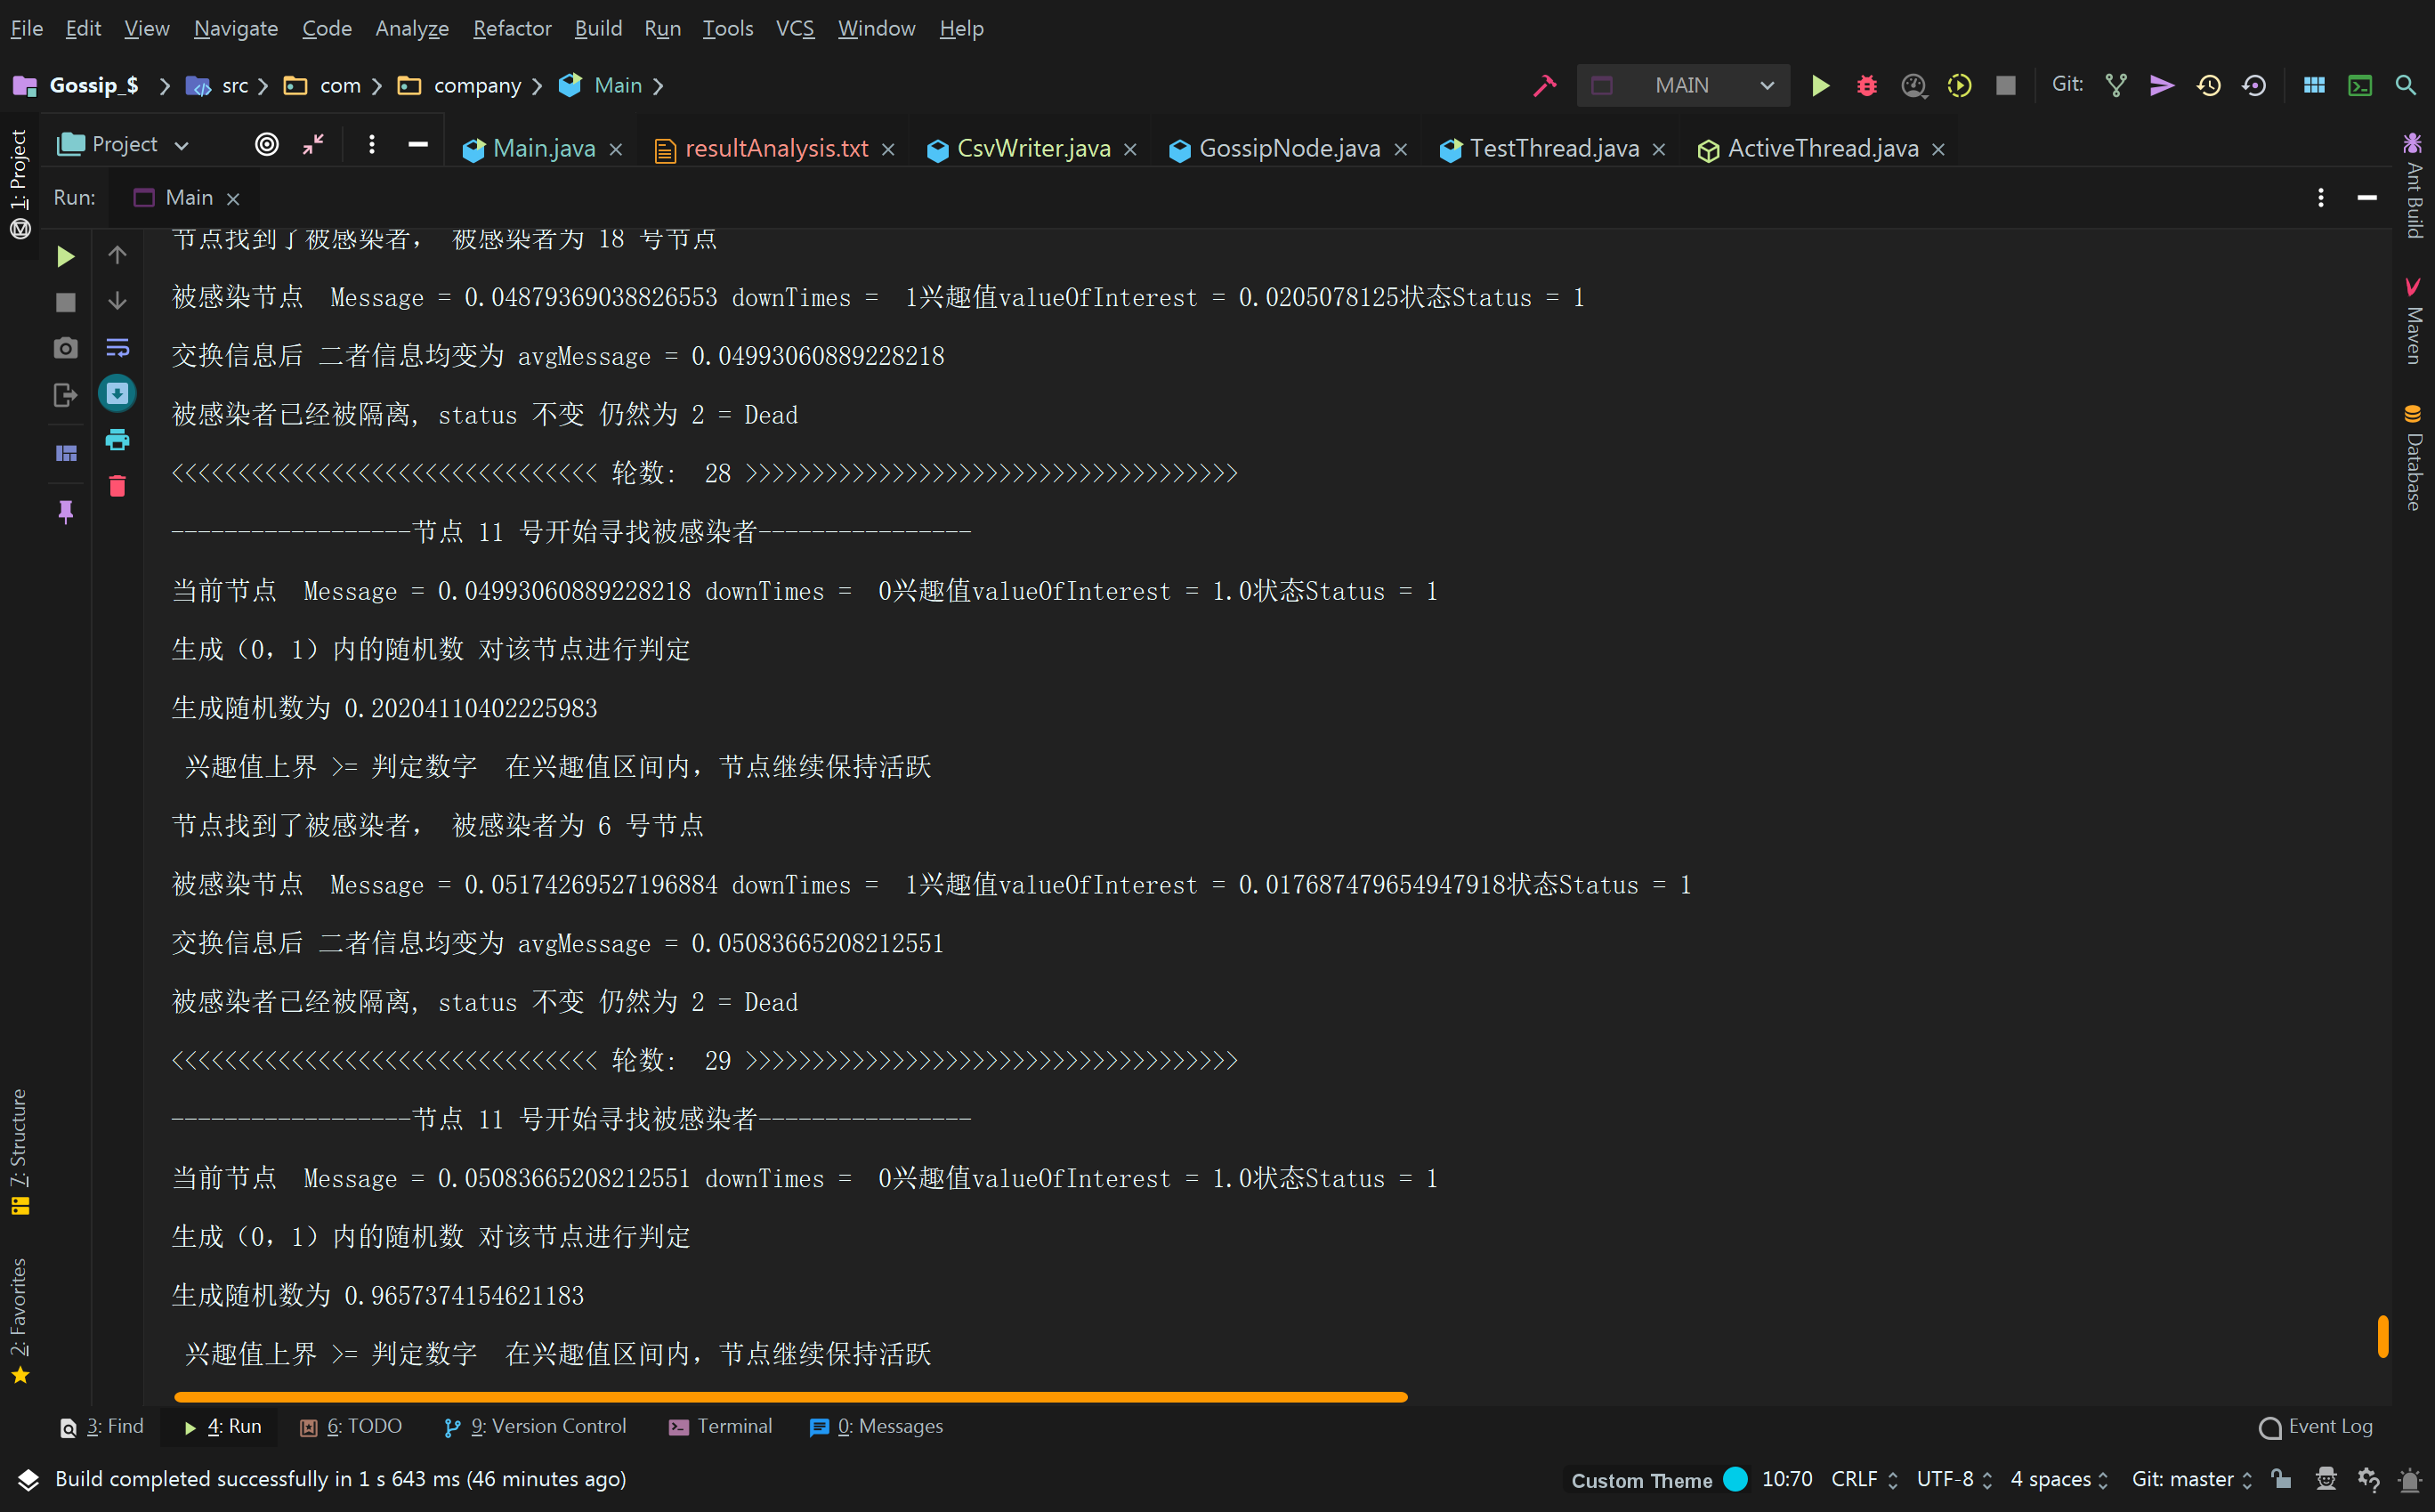 File Edit View Navigate Code Analyze Refactor Build Run Tools VCS Window Help
Gossip_$ src com company Main MAIN Git:
Project Main.java resultAnalysis.txt CsvWriter.java GossipNode.java TestThread.java ActiveThread.java
Run: Main
节点找到了被感染者， 被感染者为 18 号节点
被感染节点  Message = 0.04879369038826553 downTimes =  1兴趣值valueOfInterest = 0.0205078125状态Status = 1
交换信息后 二者信息均变为 avgMessage = 0.04993060889228218
被感染者已经被隔离, status 不变 仍然为 2 = Dead
<<<<<<<<<<<<<<<<<<<<<<<<<<<<<<<< 轮数:  28 >>>>>>>>>>>>>>>>>>>>>>>>>>>>>>>>>>>>>
------------------节点 11 号开始寻找被感染者----------------
当前节点  Message = 0.04993060889228218 downTimes =  0兴趣值valueOfInterest = 1.0状态Status = 1
生成（0，1）内的随机数 对该节点进行判定
生成随机数为 0.20204110402225983
兴趣值上界 >= 判定数字  在兴趣值区间内，节点继续保持活跃
节点找到了被感染者， 被感染者为 6 号节点
被感染节点  Message = 0.05174269527196884 downTimes =  1兴趣值valueOfInterest = 0.017687479654947918状态Status = 1
交换信息后 二者信息均变为 avgMessage = 0.05083665208212551
被感染者已经被隔离, status 不变 仍然为 2 = Dead
<<<<<<<<<<<<<<<<<<<<<<<<<<<<<<<< 轮数:  29 >>>>>>>>>>>>>>>>>>>>>>>>>>>>>>>>>>>>>
------------------节点 11 号开始寻找被感染者----------------
当前节点  Message = 0.05083665208212551 downTimes =  0兴趣值valueOfInterest = 1.0状态Status = 1
生成（0，1）内的随机数 对该节点进行判定
生成随机数为 0.9657374154621183
兴趣值上界 >= 判定数字  在兴趣值区间内，节点继续保持活跃
1: Project
7: Structure
2: Favorites
Ant Build
Maven
Database
3: Find 4: Run 6: TODO 9: Version Control Terminal 0: Messages Event Log
Build completed successfully in 1 s 643 ms (46 minutes ago) Custom Theme 10:70 CRLF UTF-8 4 spaces Git: master